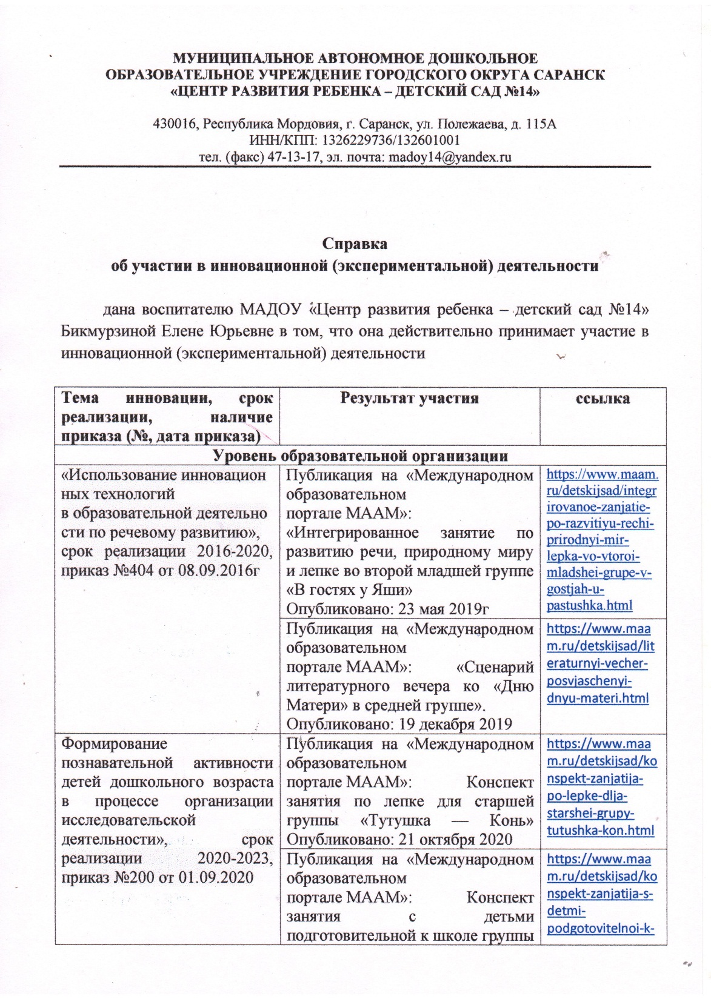 МУНИЦИПАЛЬНОЕ АВТОНОМНОЕ ДОШКОЛЬНОЕ
ОБРАЗОВАТЕЛЬНОЕ УЧРЕЖДЕНИЕ ГОРОДСКОГО ОКРУГА САРАНСК
«ЦЕНТР РАЗВИТИЯ РЕБЕНКА – ДЕТСКИЙ САД №14»
430016, Республика Мордовия, г. Саранск, ул. Полежаева, д. 115А
ИНН/КПП: 1326229736/132601001
тел. (факс) 47-13-17, эл. почта: madoy14@yandex.ru
Справка
об участии в инновационной (экспериментальной) деятельности
дана воспитателю МАДОУ «Центр развития ребенка – детский сад №14»
Бикмурзиной Елене Юрьевне в том, что она действительно принимает участие в
инновационной (экспериментальной) деятельности
Тема инновации, срок
реализации, наличие
приказа (№, дата приказа)
Результат участия
ссылка
Уровень образовательной организации
«Использование инновацион
ных технологий
в образовательной деятельно
сти по речевому развитию»,
срок реализации 2016-2020,
приказ №404 от 08.09.2016г
Публикация на «Международном
образовательном
портале МААМ»:
«Интегрированное занятие по
развитию речи, природному миру
и лепке во второй младшей группе
«В гостях у Яши»
Опубликовано: 23 мая 2019г
https://www.maam.
ru/detskijsad/integr
irovanoe-zanjatie-
po-razvitiyu-rechi-
prirodnyi-mir-
lepka-vo-vtoroi-
mladshei-grupe-v-
gostjah-u-
pastushka.html
Публикация на «Международном
образовательном
портале МААМ»: «Сценарий
литературного вечера ко «Дню
Матери» в средней группе».
Опубликовано: 19 декабря 2019
https://www.maa
m.ru/detskijsad/lit
eraturnyi-vecher-
posvjaschenyi-
dnyu-materi.html
Формирование
познавательной активности
детей дошкольного возраста
в процессе организации
исследовательской
деятельности», срок
реализации 2020-2023,
приказ №200 от 01.09.2020
Публикация на «Международном
образовательном
портале МААМ»: Конспект
занятия по лепке для старшей
группы «Тутушка — Конь»
Опубликовано: 21 октября 2020
https://www.maa
m.ru/detskijsad/ko
nspekt-zanjatija-
po-lepke-dlja-
starshei-grupy-
tutushka-kon.html
Публикация на «Международном
образовательном
портале МААМ»: Конспект
занятия с детьми
подготовительной к школе группы
https://www.maa
m.ru/detskijsad/ko
nspekt-zanjatija-s-
detmi-
podgotovitelnoi-k-